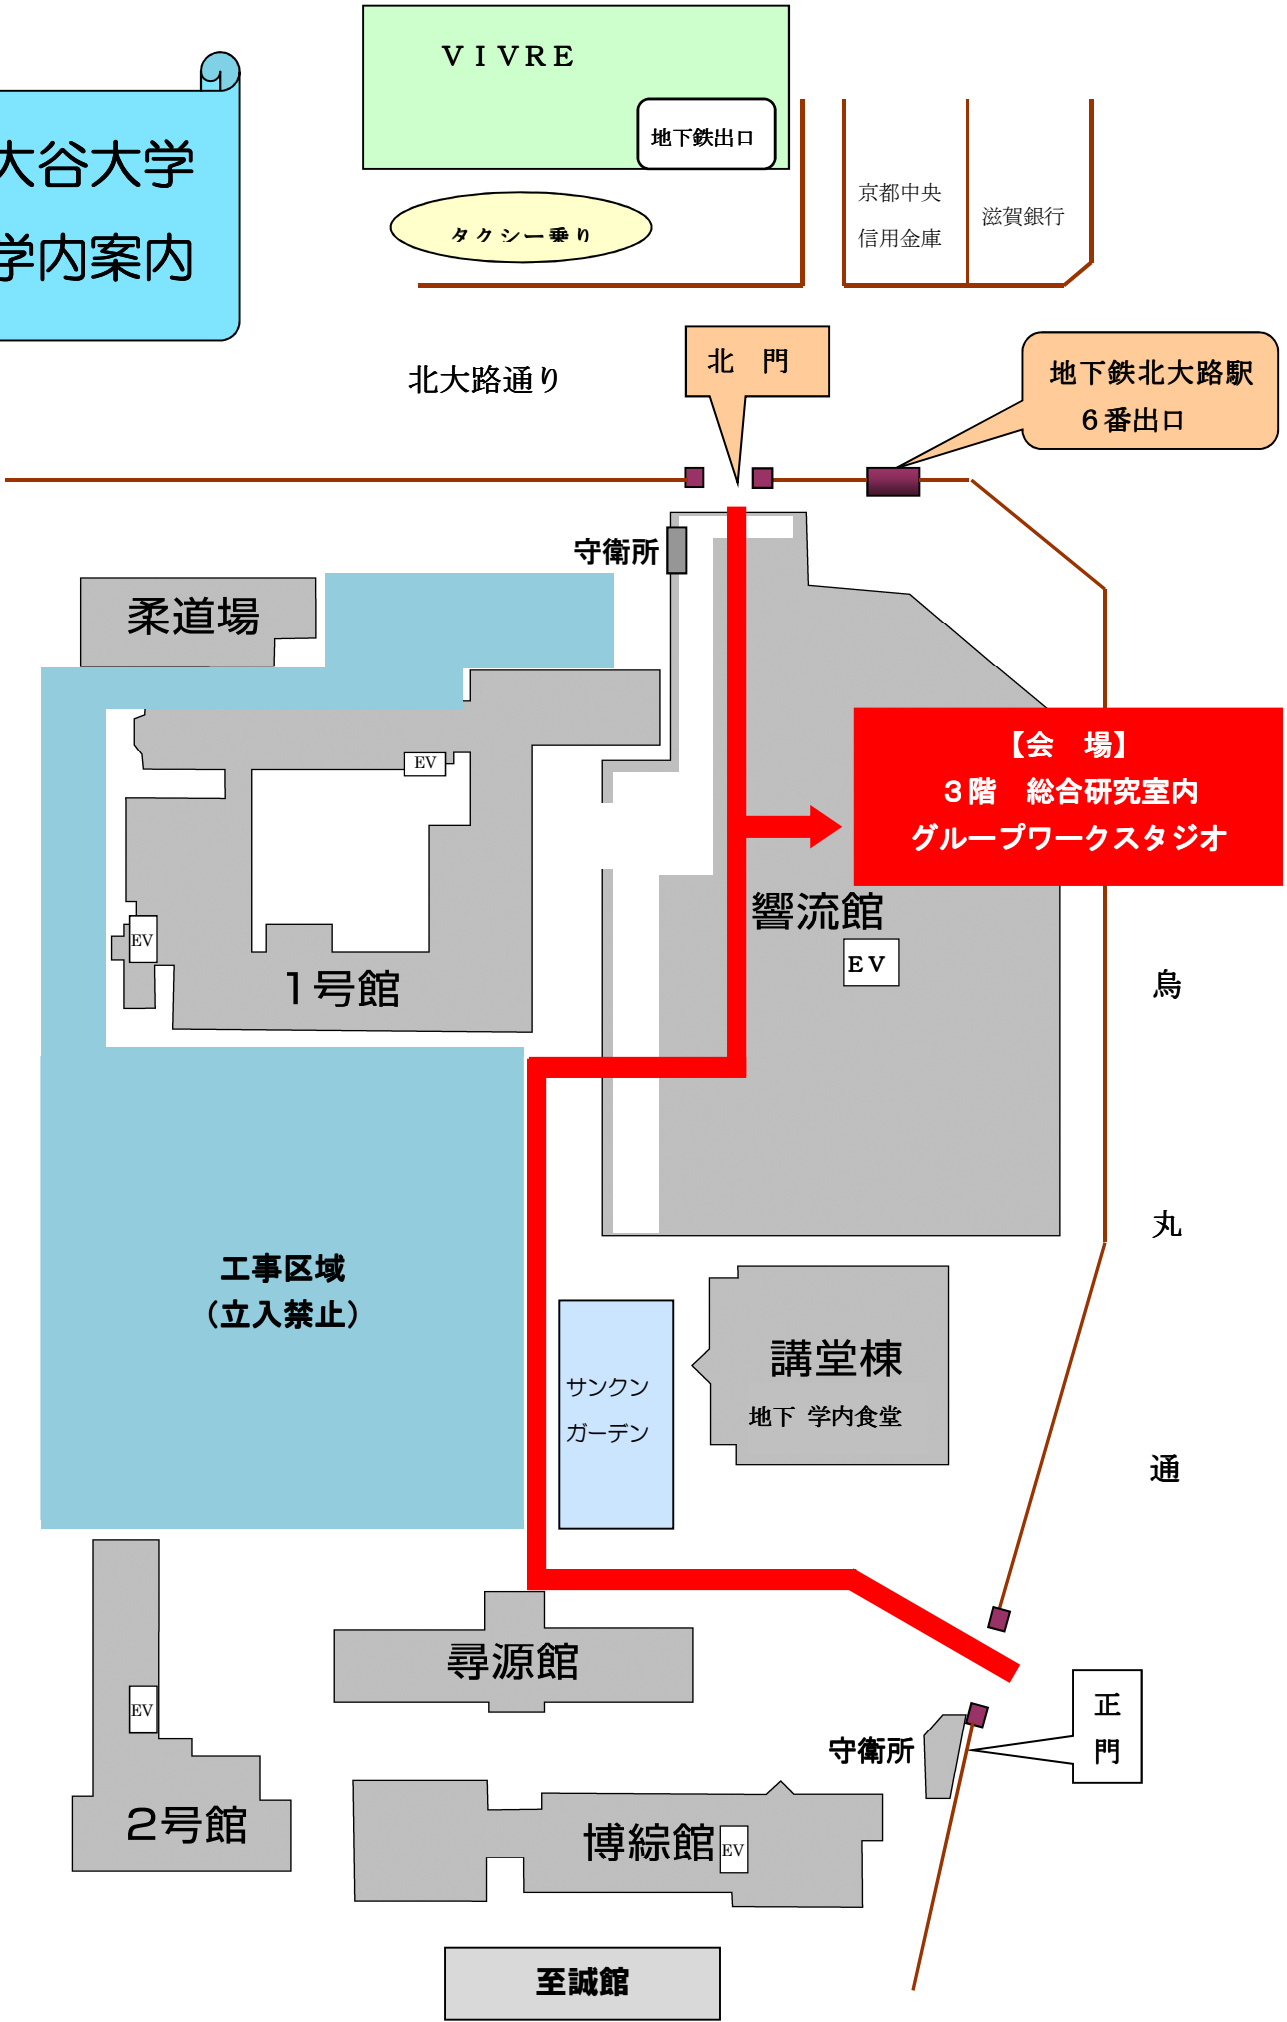 ＶＩＶＲＥ
地下鉄出口
大谷大学
学内案内
タクシー乗り
京都中央
信用金庫
滋賀銀行
北大路通り
北　門
地下鉄北大路駅
６番出口
守衛所
柔道場
【会　場】
３階　総合研究室内
グループワークスタジオ
EV
響流館
ＥＶ
EV
１号館
烏
丸
通
工事区域
（立入禁止）
サンクン
ガーデン
講堂棟
地下 学内食堂
尋源館
EV
正
門
守衛所
２号館
博綜館
EV
至誠館